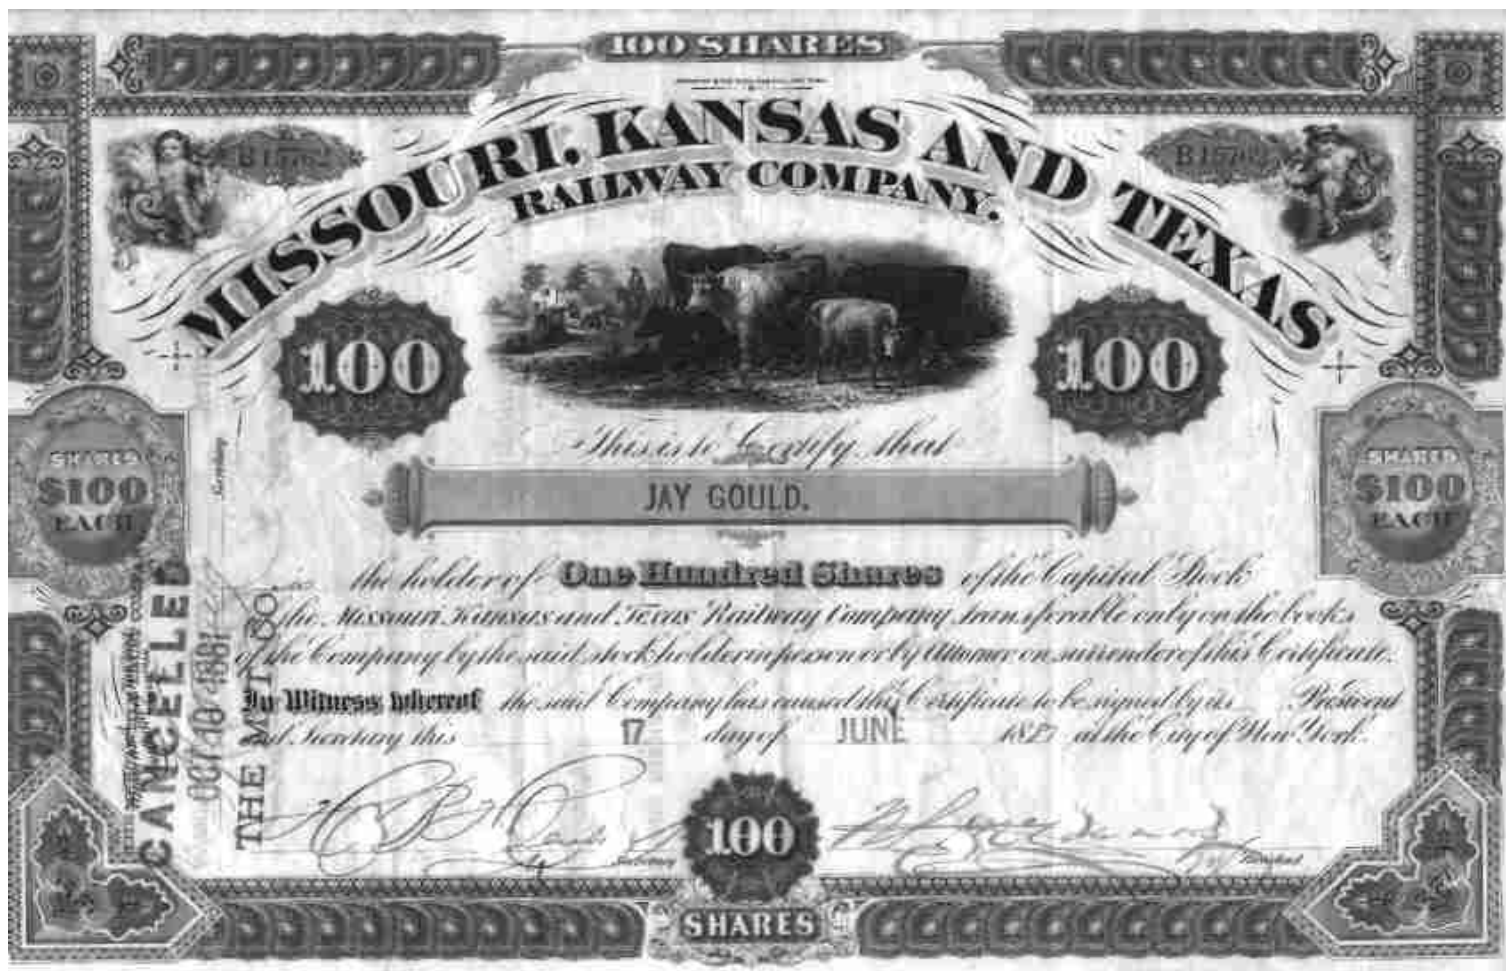 100 SHARES
MISSOURI, KANSAS AND TEXAS
RAILWAY COMPANY.
100
100
This is to Certify that
SHARES
$100
EACH
JAY GOULD.
SHARES
$100
EACH
Secretary
the holder of One Hundred Shares of the Capital Stock
the Missouri Kansas and Texas Railway Company transferable only on the books
of the Company by the said stockholder in person or by Attorney on surrender of this Certificate.
In Witness whereof the said Company has caused this Certificate to be signed by its President
and Secretary this 17 day of JUNE at the City of New York.
CANCELLED
OCT 10 1881
THE
100
Secretary
President
SHARES